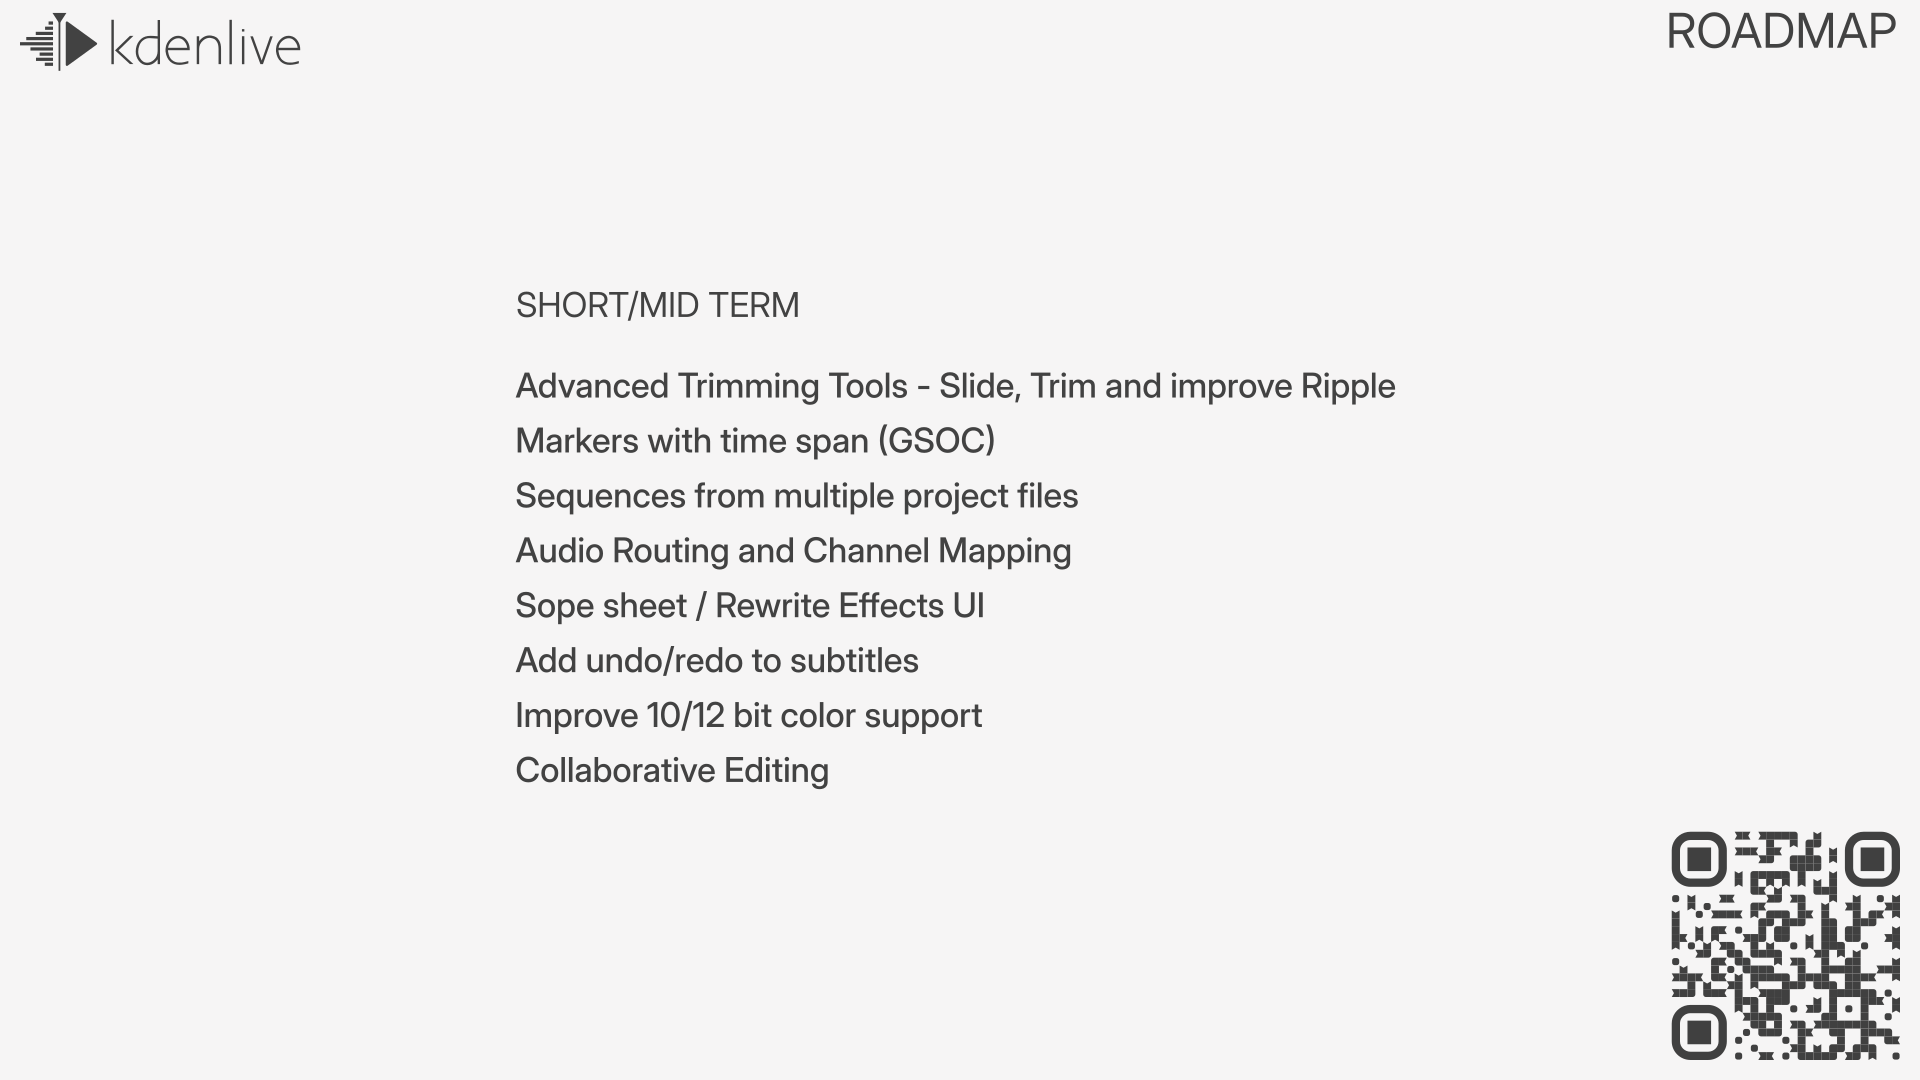 kdenlive
ROADMAP
SHORT/MID TERM
Advanced Trimming Tools - Slide, Trim and improve Ripple
Markers with time span (GSOC)
Sequences from multiple project files
Audio Routing and Channel Mapping
Sope sheet / Rewrite Effects UI
Add undo/redo to subtitles
Improve 10/12 bit color support
Collaborative Editing